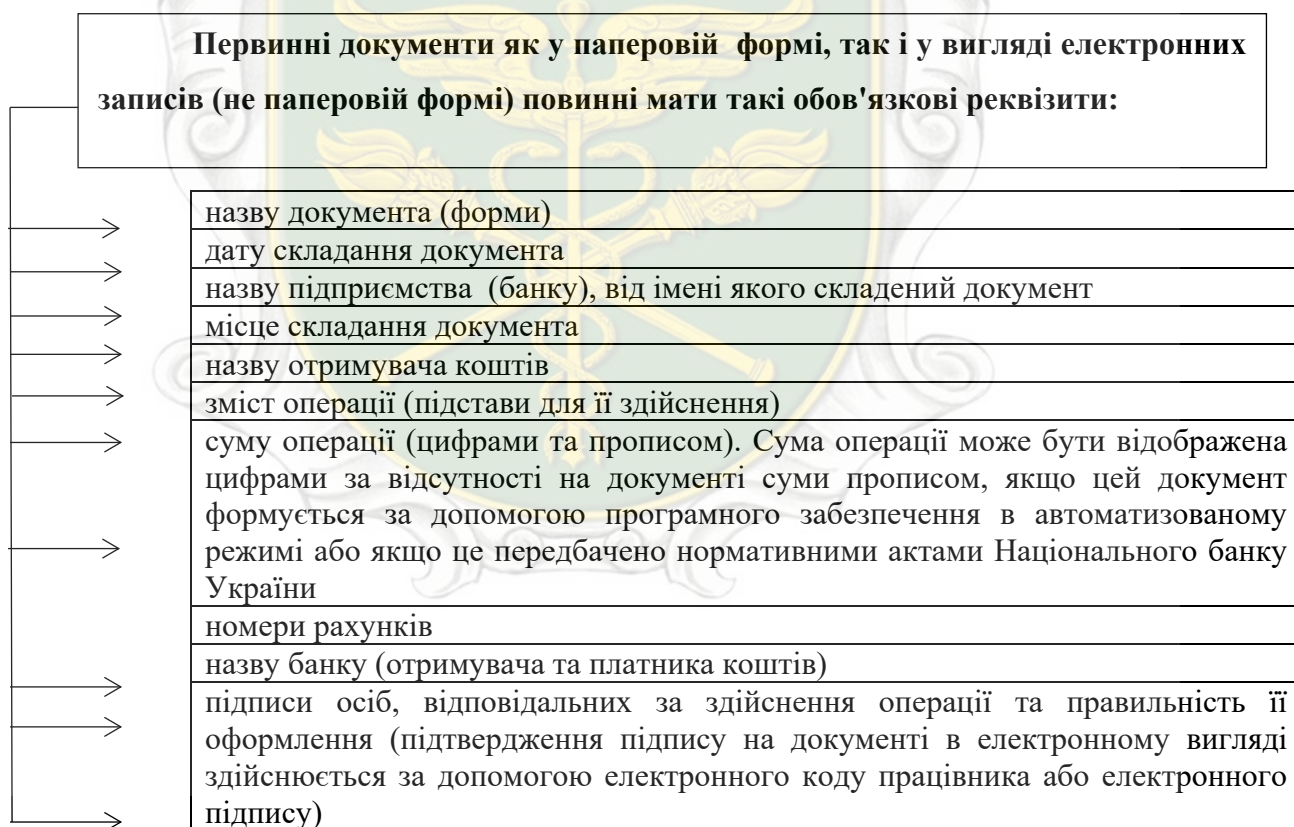 Первинні документи як у паперовій формі, так і у вигляді електронних
записів (не паперовій формі) повинні мати такі обов'язкові реквізити:
назву документа (форми)
дату складання документа
назву підприємства (банку), від імені якого складений документ
місце складання документа
назву отримувача коштів
зміст операції (підстави для її здійснення)
суму операції (цифрами та прописом). Сума операції може бути відображена
цифрами за відсутності на документі суми прописом, якщо цей документ
формується за допомогою програмного забезпечення в автоматизованому
режимі або якщо це передбачено нормативними актами Національного банку
України
номери рахунків
назву банку (отримувача та платника коштів)
підписи осіб, відповідальних за здійснення операції та правильність її
оформлення (підтвердження підпису на документі в електронному вигляді
здійснюється за допомогою електронного коду працівника або електронного
підпису)